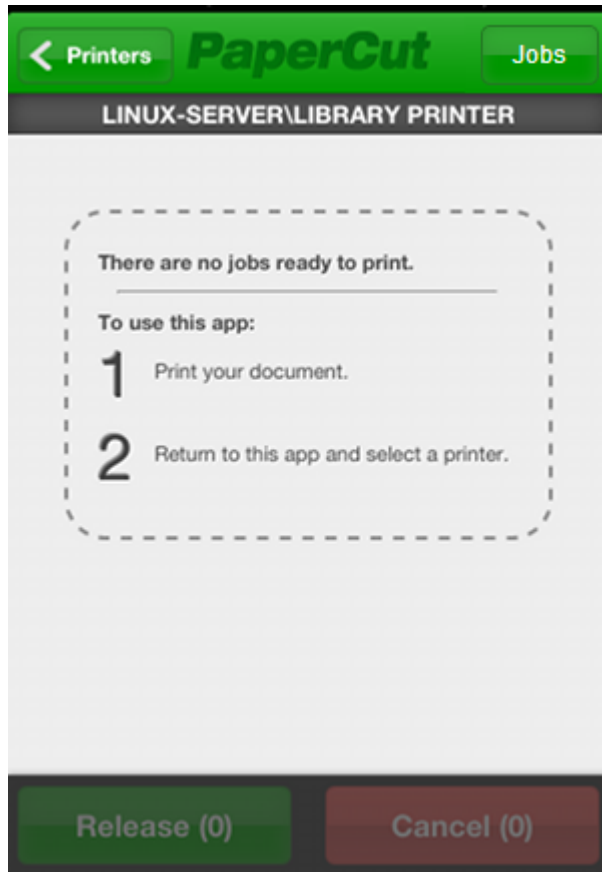 Printers PaperCut Jobs
LINUX-SERVER\LIBRARY PRINTER
There are no jobs ready to print.
To use this app:
1 Print your document.
2 Return to this app and select a printer.
Release (0) Cancel (0)